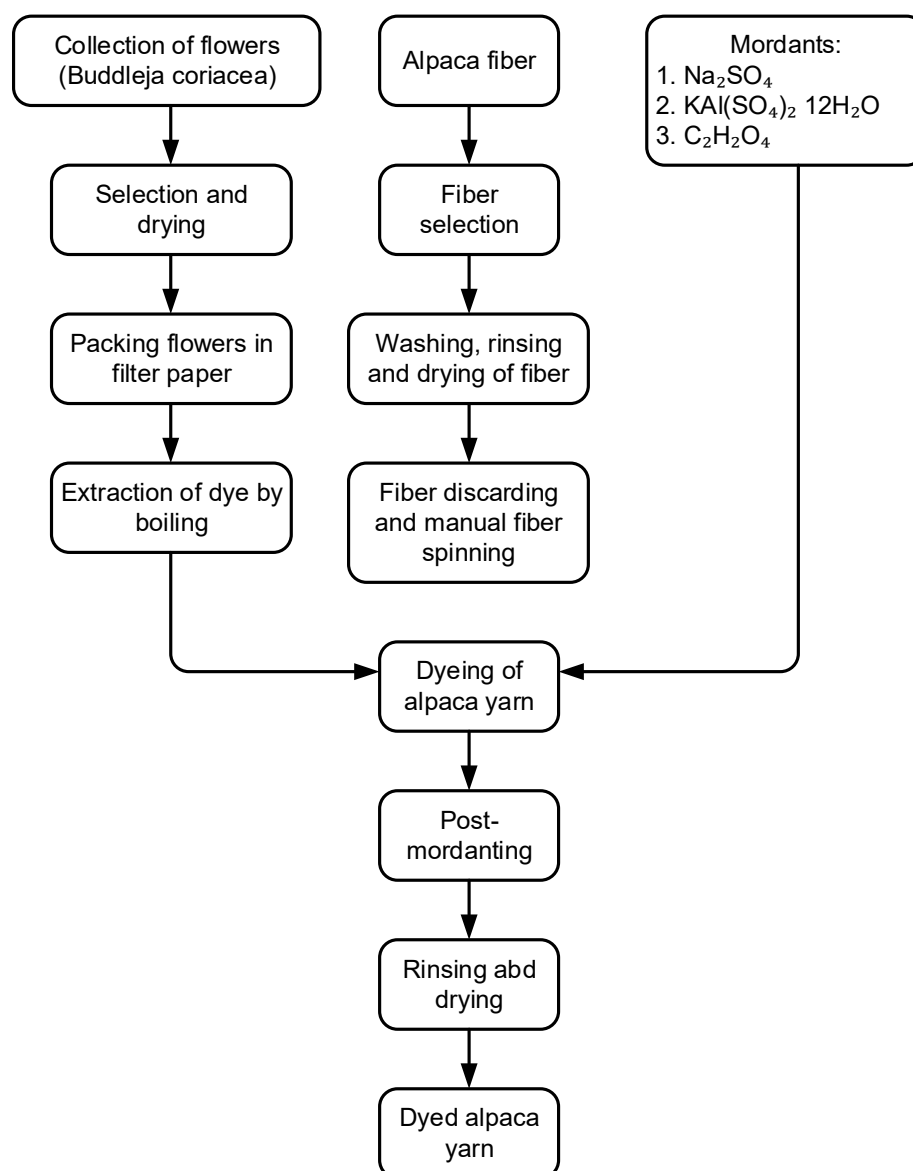 Collection of flowers
(Buddleja coriacea)
Selection and
drying
Packing flowers in
filter paper
Extraction of dye by
boiling
Alpaca fiber
Fiber
selection
Washing, rinsing
and drying of fiber
Fiber discarding
and manual fiber
spinning
Mordants:
1. Na₂SO₄
2. KAl(SO₄)₂ 12H₂O
3. C₂H₂O₄
Dyeing of
alpaca yarn
Post-
mordanting
Rinsing abd
drying
Dyed alpaca
yarn